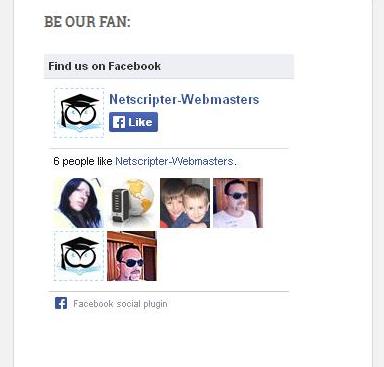 BE OUR FAN:
Find us on Facebook
Netscripter-Webmasters
Like
6 people like Netscripter-Webmasters.
Facebook social plugin